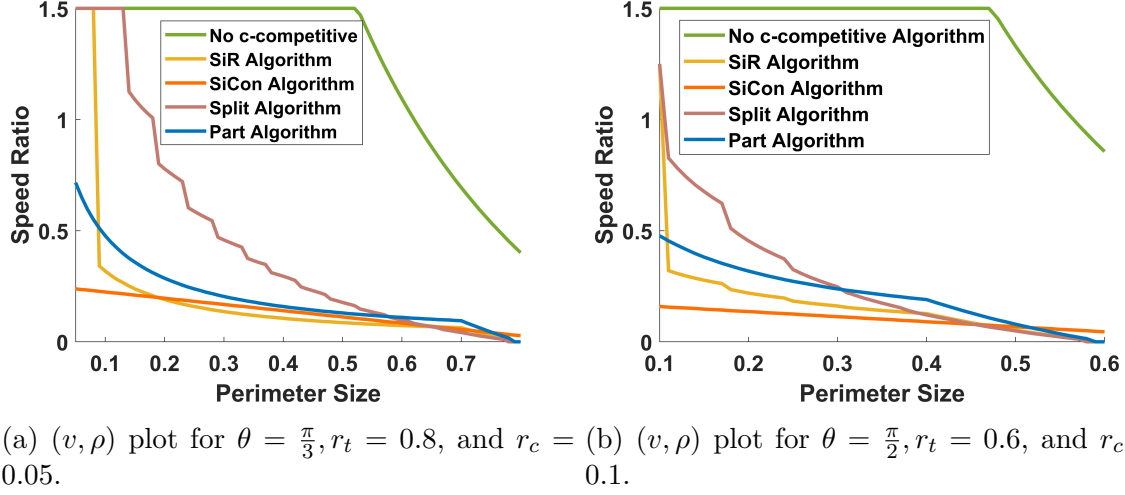 1.5
1
0.5
0
Speed Ratio
No c-competitive
SiR Algorithm
SiCon Algorithm
Split Algorithm
Part Algorithm
0.1 0.2 0.3 0.4 0.5 0.6 0.7
Perimeter Size
1.5
1
0.5
0
Speed Ratio
No c-competitive Algorithm
SiR Algorithm
SiCon Algorithm
Split Algorithm
Part Algorithm
0.1 0.2 0.3 0.4 0.5 0.6
Perimeter Size
(a) (v, ρ) plot for θ = π/3, r_t = 0.8, and r_c =
0.05.
(b) (v, ρ) plot for θ = π/2, r_t = 0.6, and r_c
0.1.